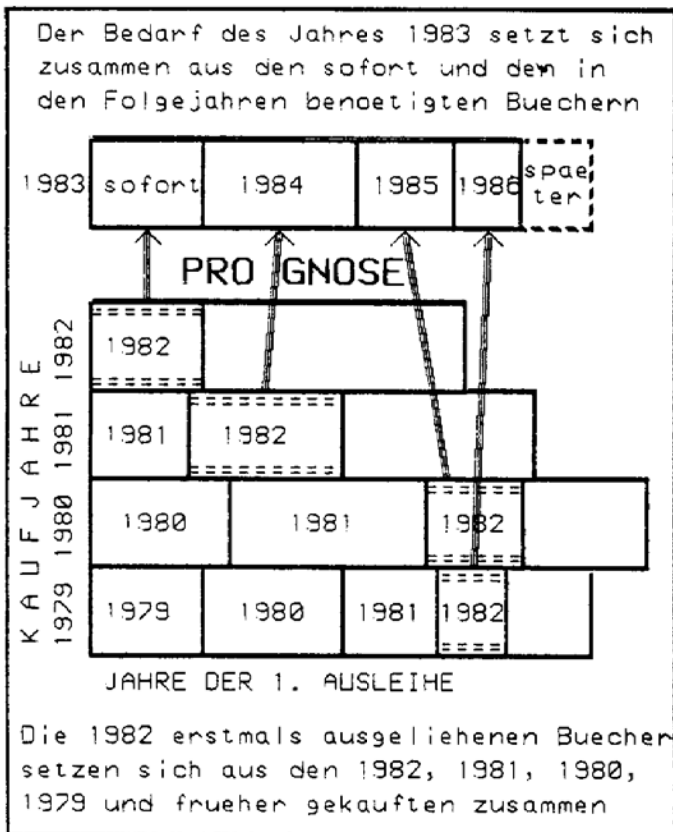 Der Bedarf des Jahres 1983 setzt sich
zusammen aus den sofort und dem in
den Folgejahren benoetigten Buechern
1983 sofort 1984 1985 1986 spae
ter
PROGNOSE
KAUFJAHRE
1982 1982
1981 1981 1982
1980 1980 1981 1982
1979 1979 1980 1981 1982
JAHRE DER 1. AUSLEIHE
Die 1982 erstmals ausgeliehenen Buecher
setzen sich aus den 1982, 1981, 1980,
1979 und frueher gekauften zusammen